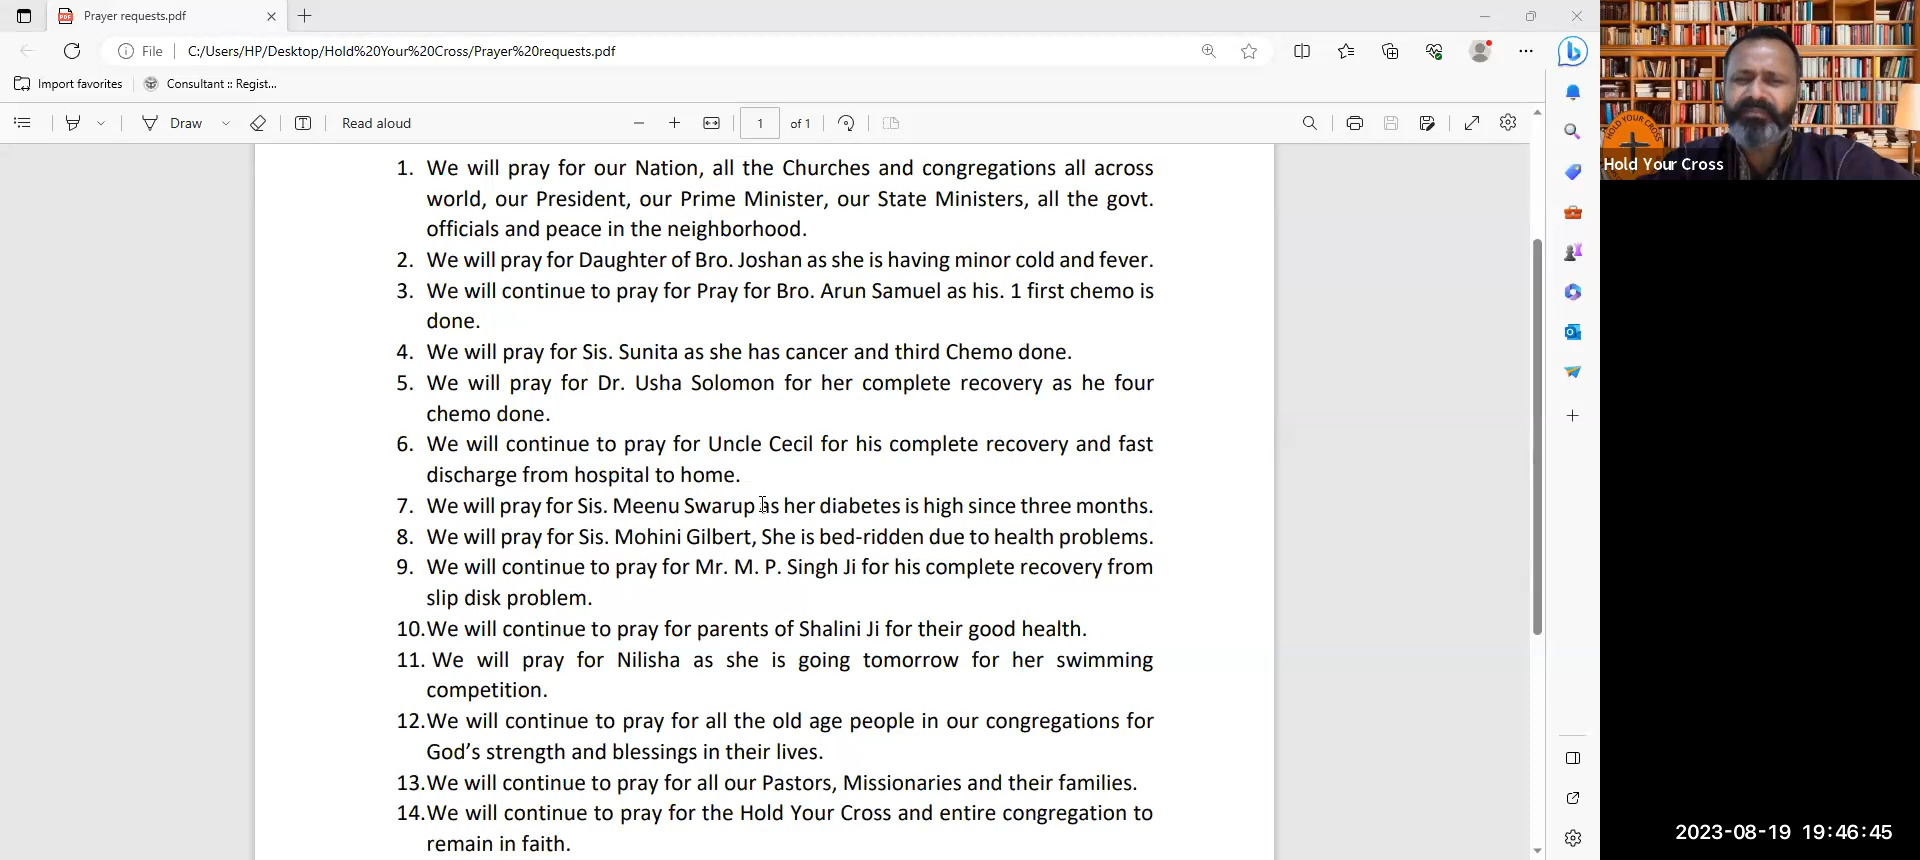 Prayer requests.pdf
File
C:/Users/HP/Desktop/Hold%20Your%20Cross/Prayer%20requests.pdf
Import favorites
Consultant :: Regist...
Draw
Read aloud
1
of 1
1. We will pray for our Nation, all the Churches and congregations all across
world, our President, our Prime Minister, our State Ministers, all the govt.
officials and peace in the neighborhood.
2. We will pray for Daughter of Bro. Joshan as she is having minor cold and fever.
3. We will continue to pray for Pray for Bro. Arun Samuel as his. 1 first chemo is
done.
4. We will pray for Sis. Sunita as she has cancer and third Chemo done.
5. We will pray for Dr. Usha Solomon for her complete recovery as he four
chemo done.
6. We will continue to pray for Uncle Cecil for his complete recovery and fast
discharge from hospital to home.
7. We will pray for Sis. Meenu Swarup as her diabetes is high since three months.
8. We will pray for Sis. Mohini Gilbert, She is bed-ridden due to health problems.
9. We will continue to pray for Mr. M. P. Singh Ji for his complete recovery from
slip disk problem.
10.We will continue to pray for parents of Shalini Ji for their good health.
11. We will pray for Nilisha as she is going tomorrow for her swimming
competition.
12.We will continue to pray for all the old age people in our congregations for
God’s strength and blessings in their lives.
13.We will continue to pray for all our Pastors, Missionaries and their families.
14.We will continue to pray for the Hold Your Cross and entire congregation to
remain in faith.
HOLD YOUR CROSS
Hold Your Cross
2023-08-19 19:46:45